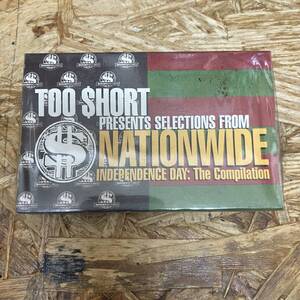 TOO $HORT
PRESENTS SELECTIONS FROM
NATIONWIDE
INDEPENDENCE DAY: The Compilation